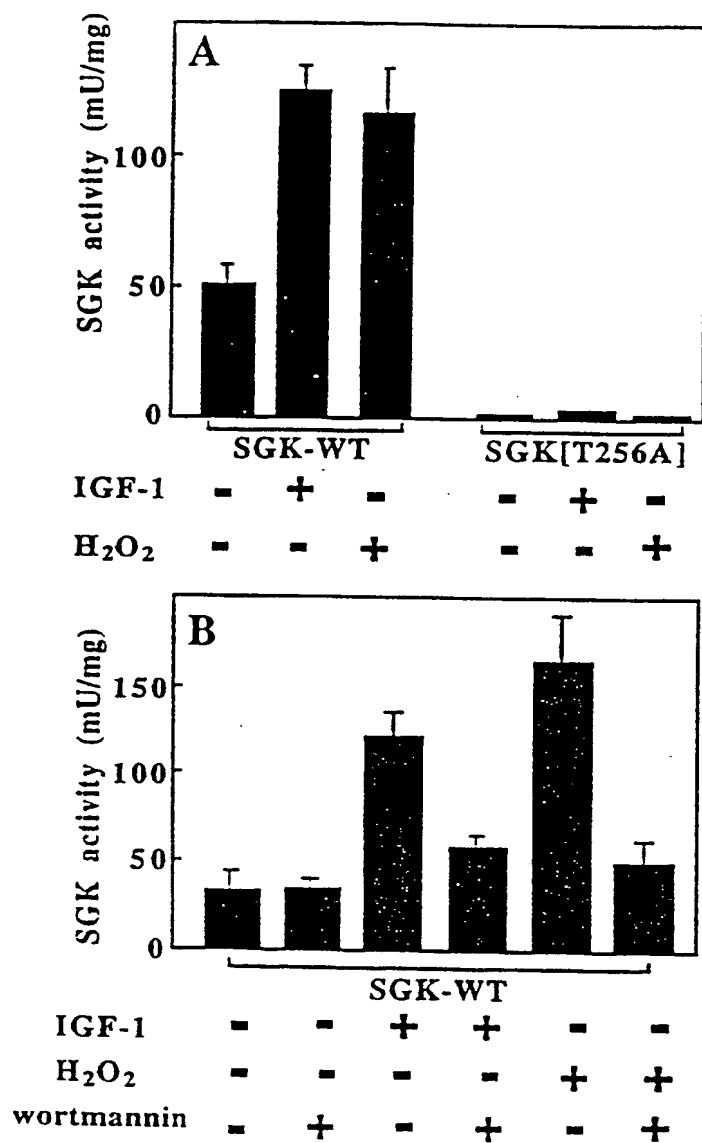 A
SGK activity (mU/mg)
100
50
0
SGK-WT SGK[T256A]
IGF-1 - + - - + -
H₂O₂ - - + - - +
B
SGK activity (mU/mg)
150
100
50
0
SGK-WT
IGF-1 - - + + - -
H₂O₂ - - - - + +
wortmannin - + - + - +